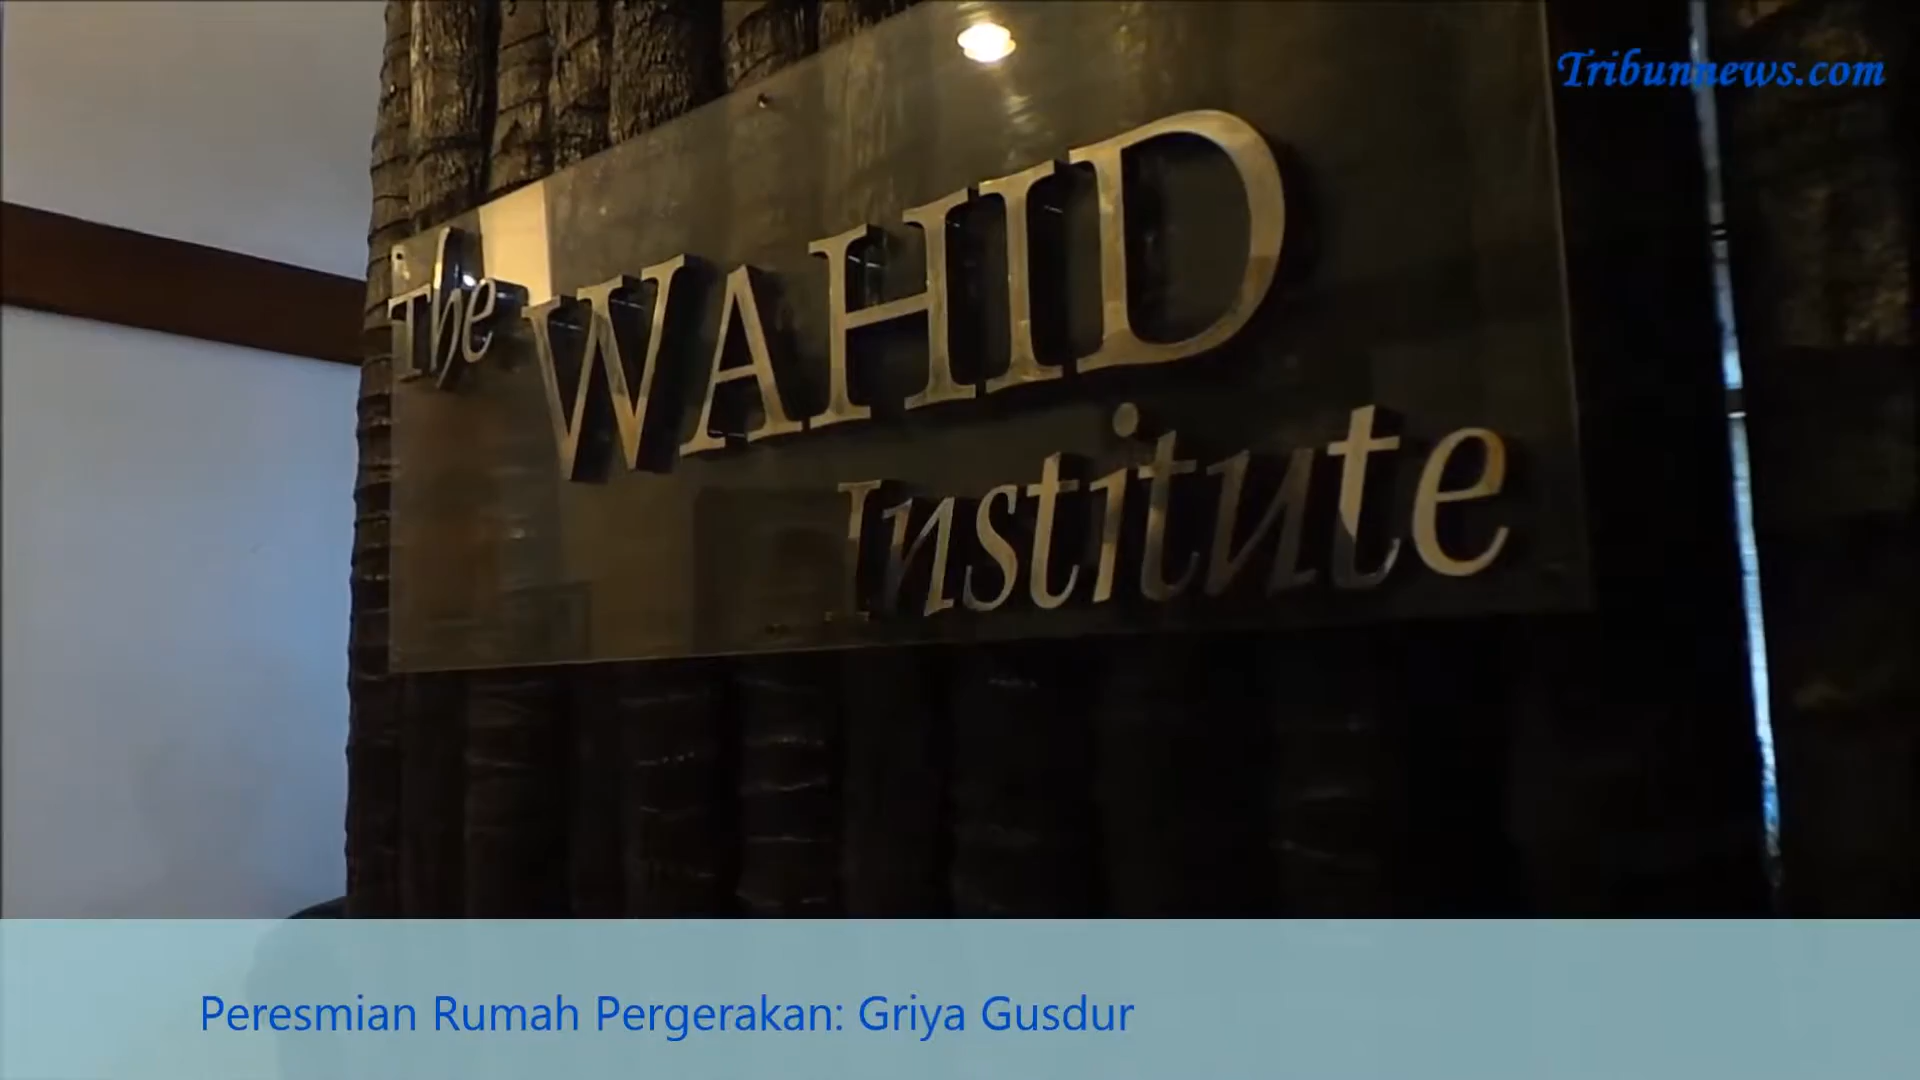 Tribunnews.com
The WAHID
Institute
Peresmian Rumah Pergerakan: Griya Gusdur